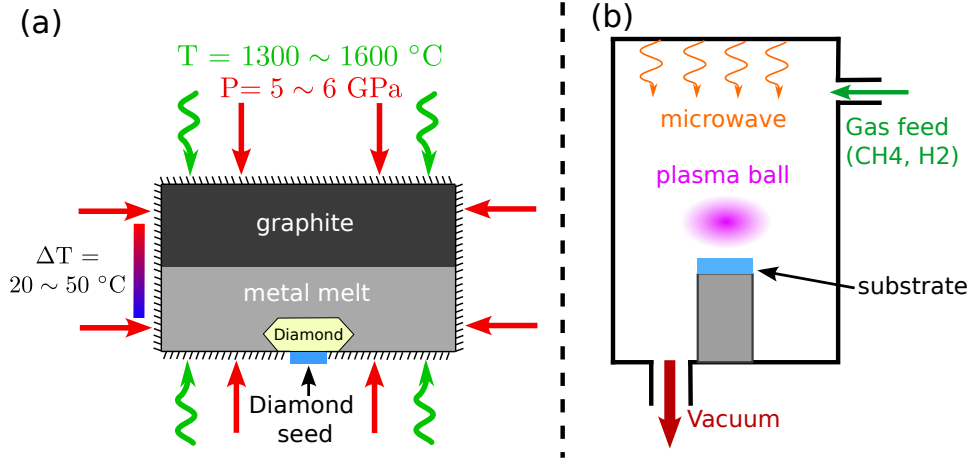 (a)
T = 1300 ∼ 1600 °C
P= 5 ∼ 6 GPa
graphite
ΔT =
20 ∼ 50 °C
metal melt
Diamond
Diamond
seed
(b)
microwave
Gas feed
(CH4, H2)
plasma ball
substrate
Vacuum